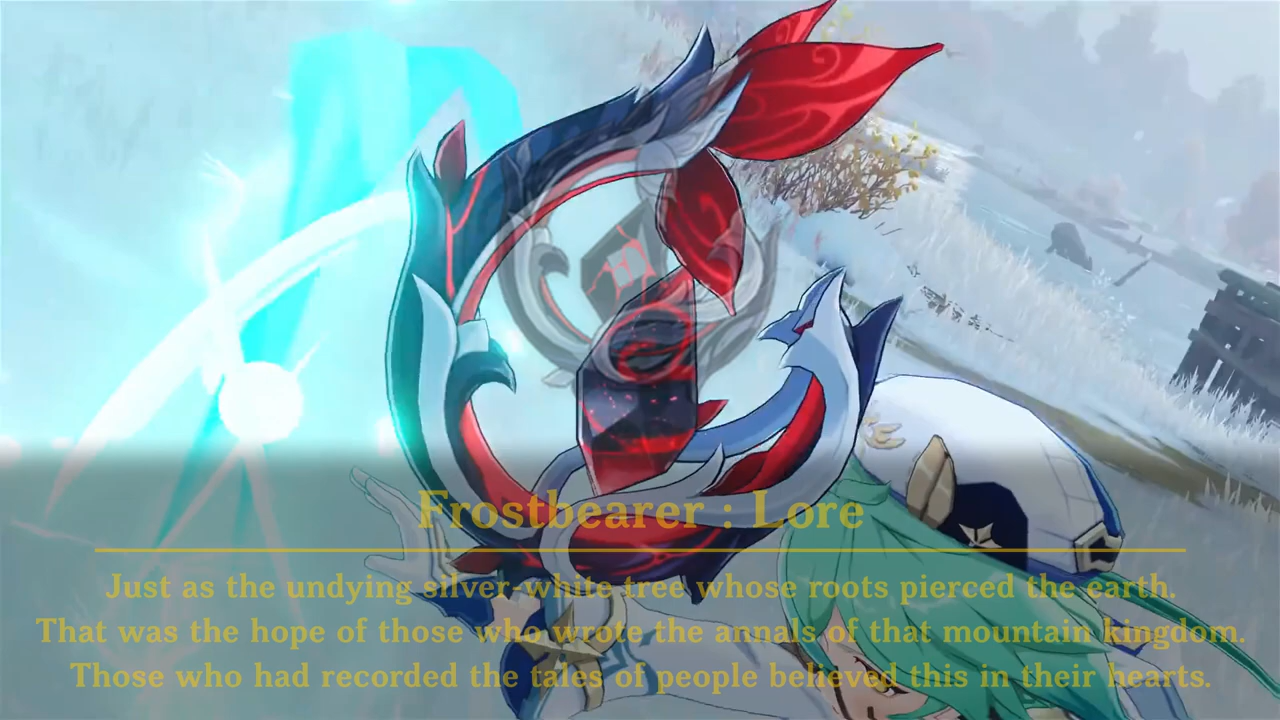 Frostbearer : Lore
Just as the undying silver-white tree whose roots pierced the earth.
That was the hope of those who wrote the annals of that mountain kingdom.
Those who had recorded the tales of people believed this in their hearts.